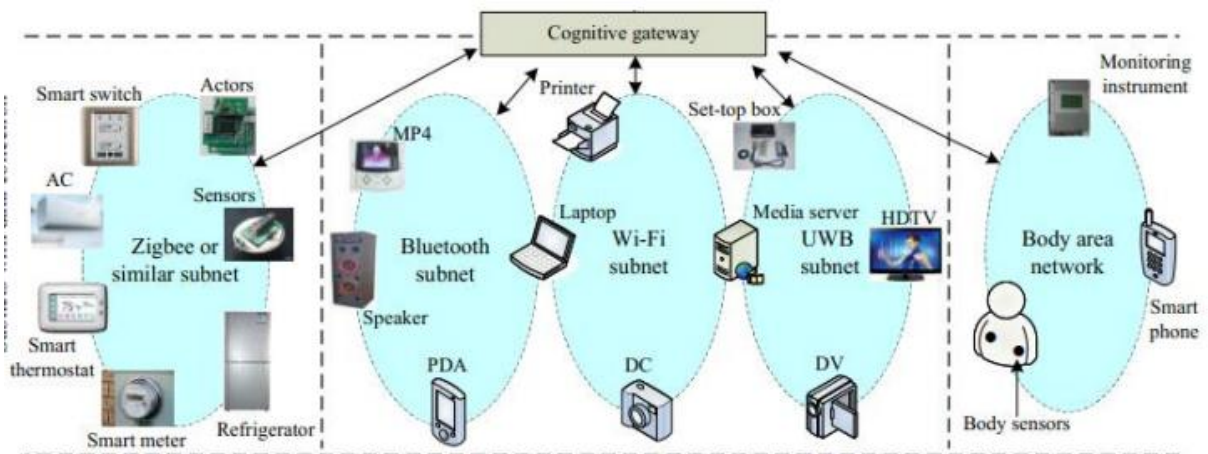 Cognitive gateway
Smart switch
Actors
AC
Sensors
Zigbee or
similar subnet
Smart
thermostat
Smart meter
Refrigerator
MP4
Bluetooth
subnet
Speaker
PDA
Printer
Laptop
Wi-Fi
subnet
DC
Set-top box
Media server
UWB
subnet
HDTV
DV
Monitoring
instrument
Body area
network
Smart
phone
Body sensors